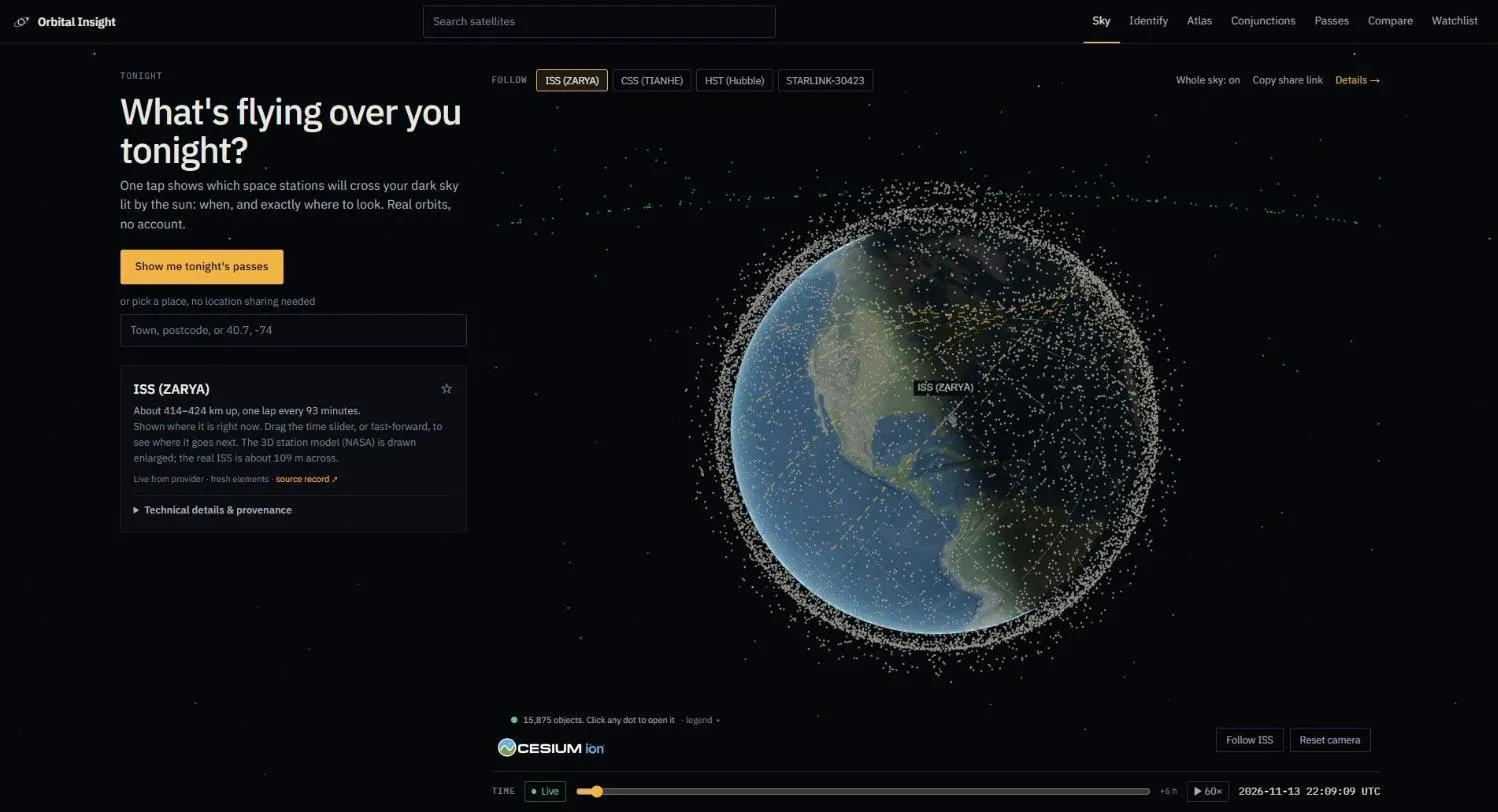 Orbital Insight
Search satellites
Sky Identify Atlas Conjunctions Passes Compare Watchlist
TONIGHT
What's flying over you
tonight?
One tap shows which space stations will cross your dark sky
lit by the sun: when, and exactly where to look. Real orbits,
no account.
Show me tonight's passes
or pick a place, no location sharing needed
Town, postcode, or 40.7, -74
ISS (ZARYA) ☆
About 414–424 km up, one lap every 93 minutes.
Shown where it is right now. Drag the time slider, or fast-forward, to
see where it goes next. The 3D station model (NASA) is drawn
enlarged; the real ISS is about 109 m across.
Live from provider · fresh elements · source record ↗
▶ Technical details & provenance
FOLLOW ISS (ZARYA) CSS (TIANHE) HST (Hubble) STARLINK-30423
Whole sky: on Copy share link Details →
ISS (ZARYA)
15,875 objects. Click any dot to open it · legend +
CESIUM ion
Follow ISS Reset camera
TIME ● Live +6 h ▶ 60× 2026-11-13 22:09:09 UTC